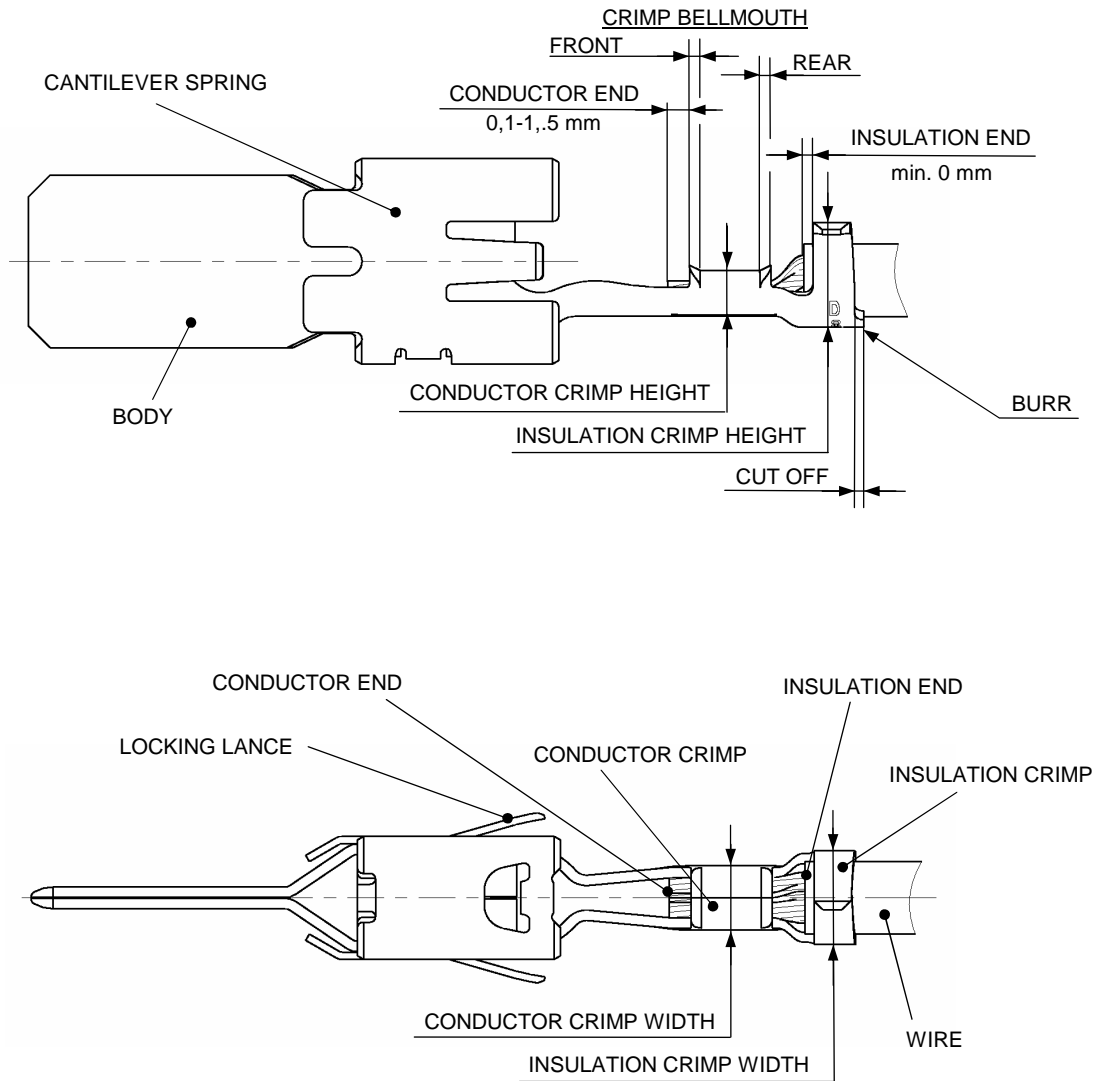 CRIMP BELLMOUTH
FRONT
REAR
CANTILEVER SPRING
CONDUCTOR END
0,1-1,.5 mm
INSULATION END
min. 0 mm
D
CONDUCTOR CRIMP HEIGHT
BODY
BURR
INSULATION CRIMP HEIGHT
CUT OFF
CONDUCTOR END
INSULATION END
LOCKING LANCE
CONDUCTOR CRIMP
INSULATION CRIMP
CONDUCTOR CRIMP WIDTH
WIRE
INSULATION CRIMP WIDTH